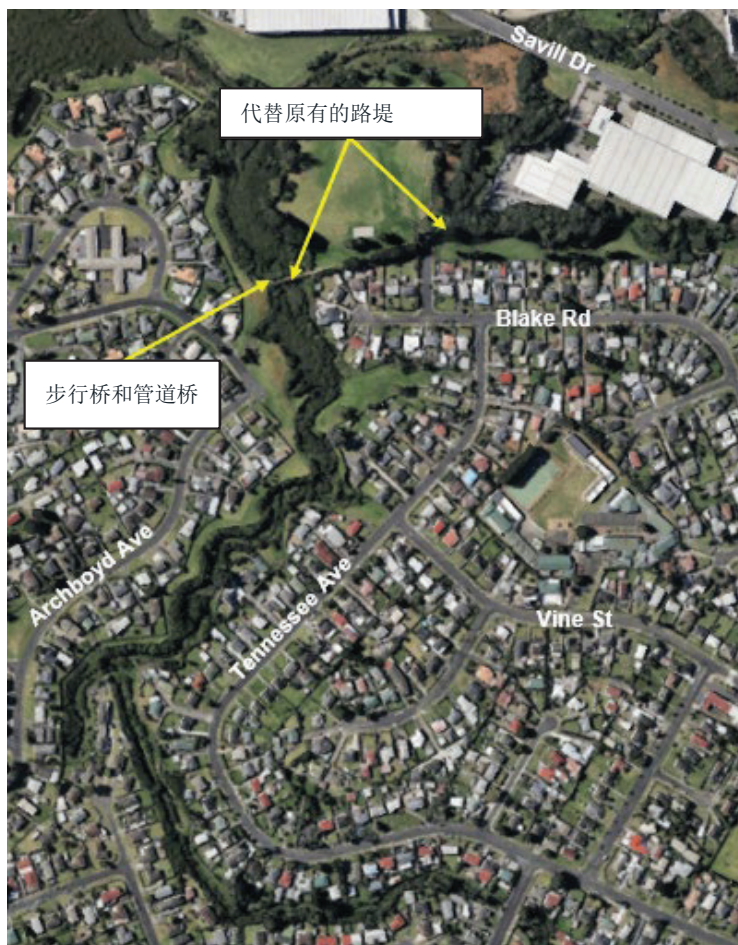 Savill Dr
代替原有的路堤
Blake Rd
步行桥和管道桥
Archboyd Ave
Tennessee Ave
Vine St